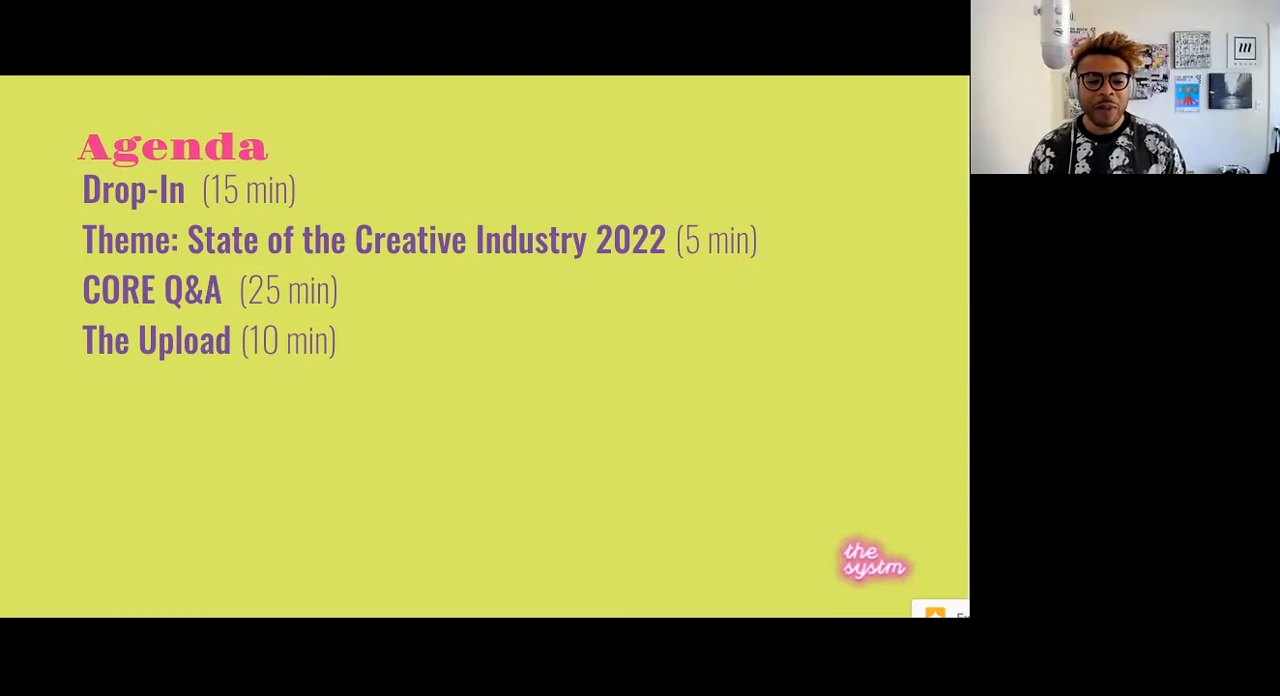 Agenda
Drop-In (15 min)
Theme: State of the Creative Industry 2022 (5 min)
CORE Q&A (25 min)
The Upload (10 min)
the
systm